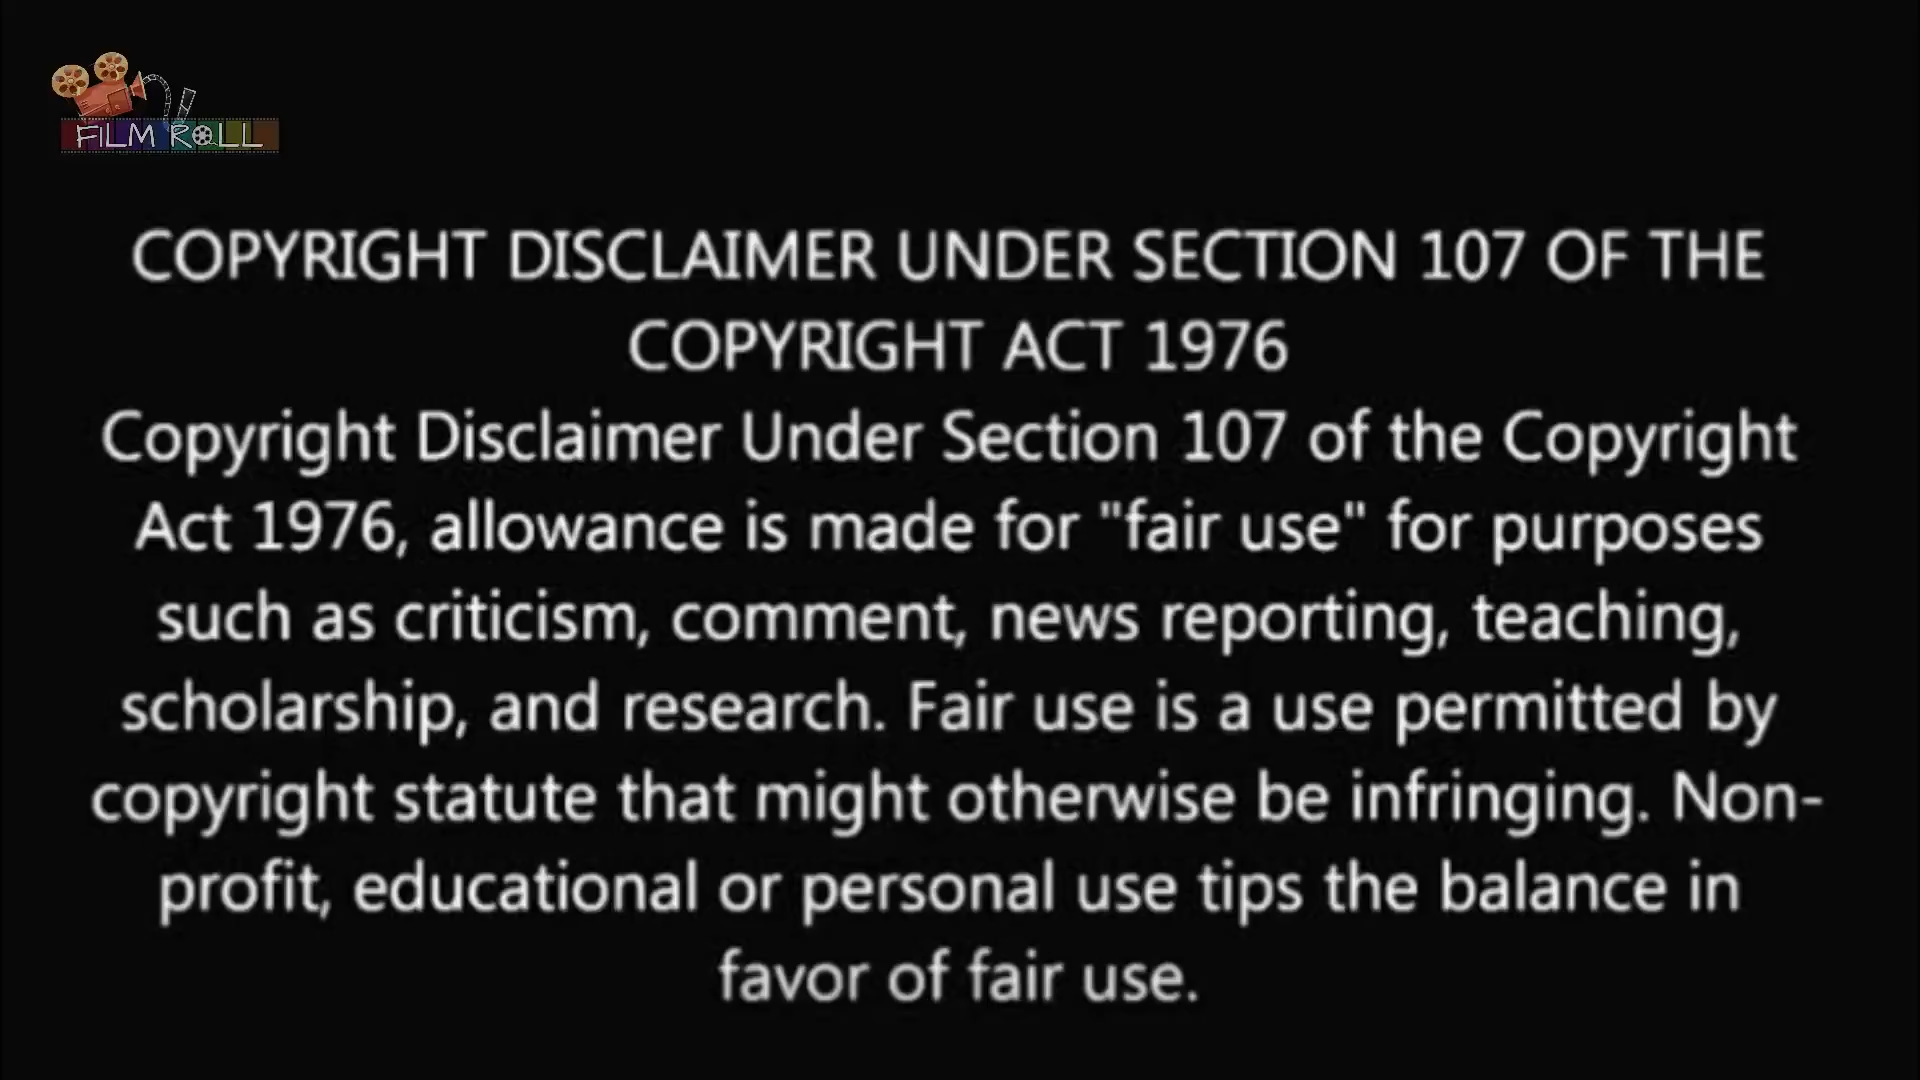 FILM ROLL
COPYRIGHT DISCLAIMER UNDER SECTION 107 OF THE
COPYRIGHT ACT 1976
Copyright Disclaimer Under Section 107 of the Copyright
Act 1976, allowance is made for "fair use" for purposes
such as criticism, comment, news reporting, teaching,
scholarship, and research. Fair use is a use permitted by
copyright statute that might otherwise be infringing. Non-
profit, educational or personal use tips the balance in
favor of fair use.